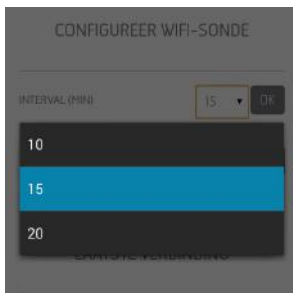 CONFIGUREER WIFI-SONDE
INTERVAL (MIN)
15
OK
10
15
20
LAATSTE VERBINDING